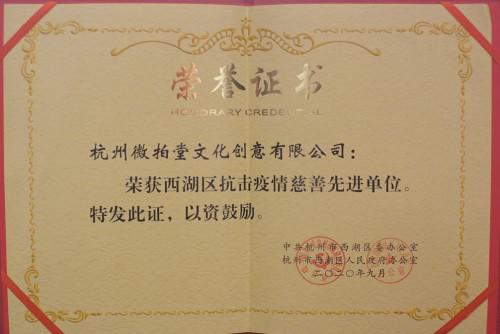 荣誉证书
HONORARY CREDENTIAL
杭州微拍堂文化创意有限公司：
荣获西湖区抗击疫情慈善先进单位。
特发此证，以资鼓励。
中共杭州市西湖区委办公室
杭州市西湖区人民政府办公室
二〇二〇年九月